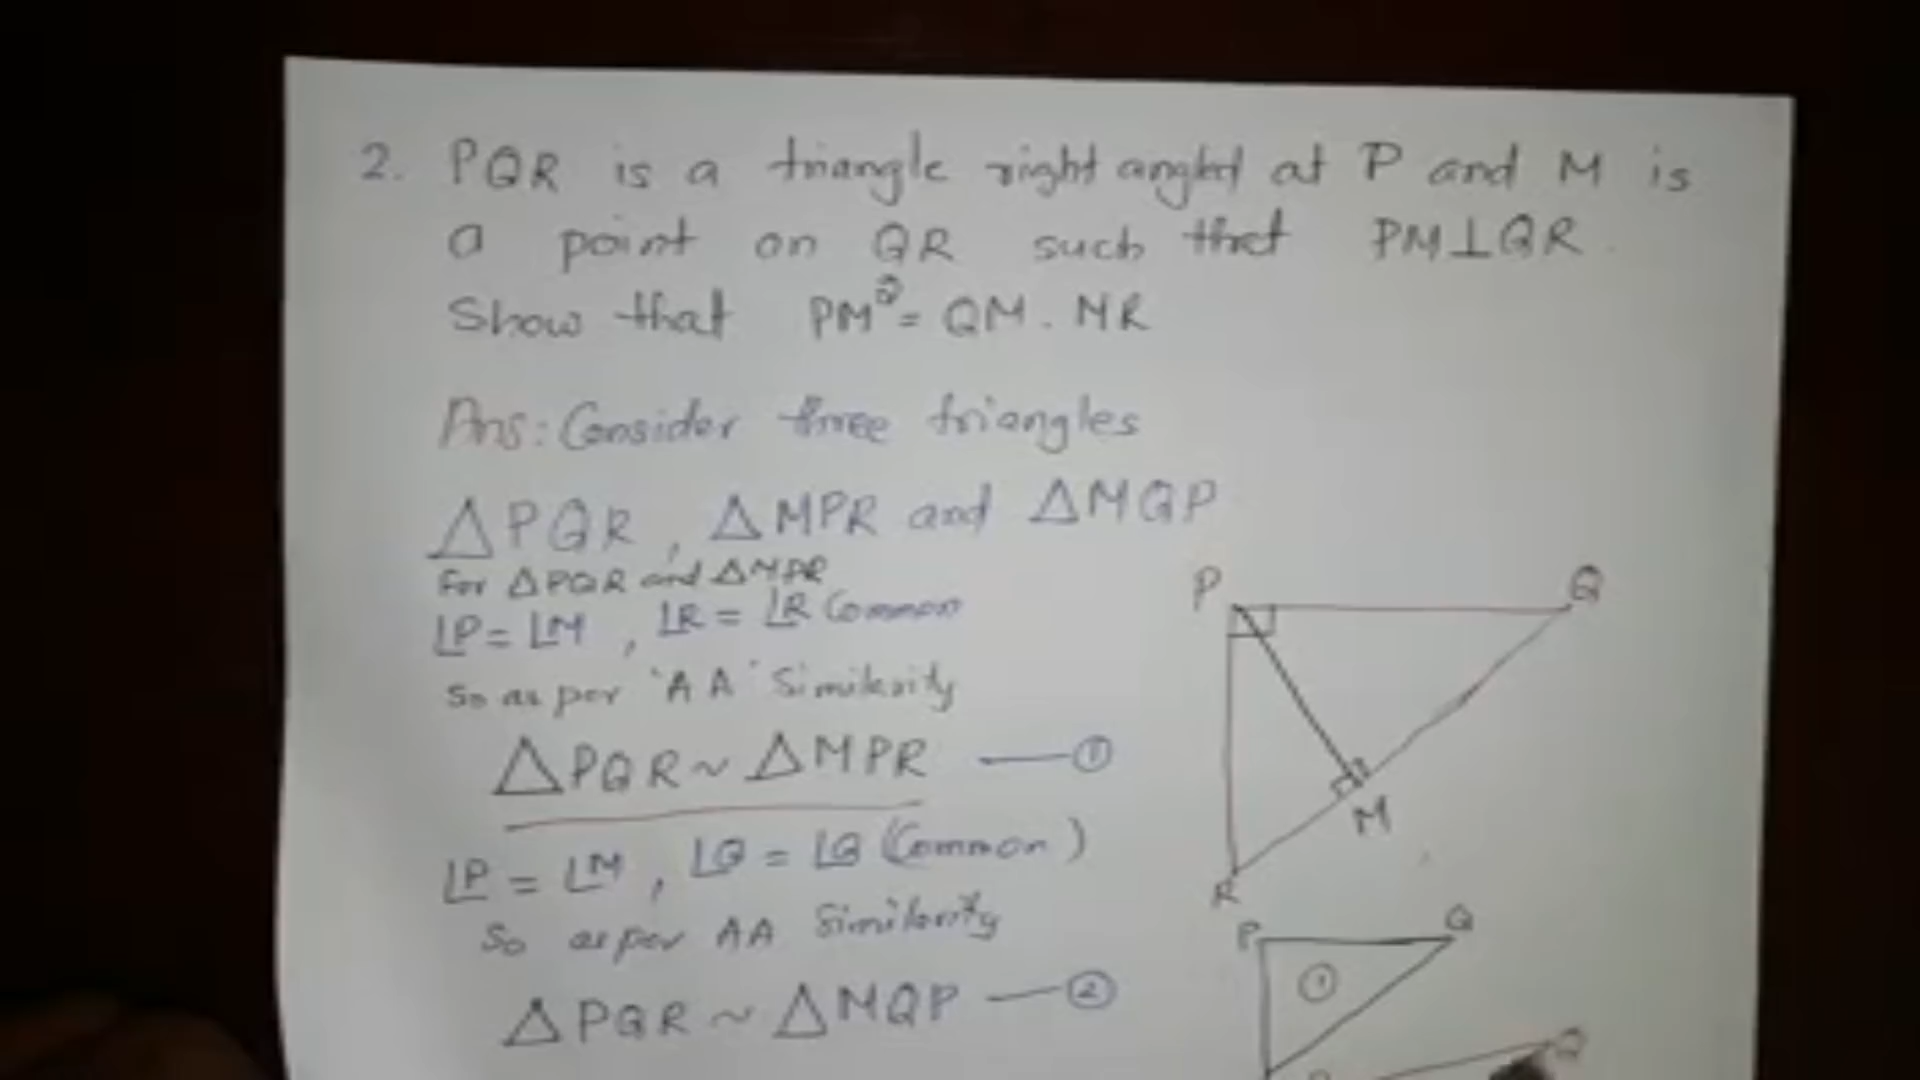 2. PQR is a triangle right angled at P and M is
a point on QR such that PM⊥QR.
Show that PM² = QM . MR
Ans: Consider three triangles
△PQR, △MPR and △MQP
For △PQR and △MPR
∠P = ∠M, ∠R = ∠R Common
So as per 'AA' Similarity
△PQR ~ △MPR — ①
∠P = ∠M, ∠Q = ∠Q (Common)
So as per AA Similarity
△PQR ~ △MQP — ②
P Q
M
R
P Q
①
Q